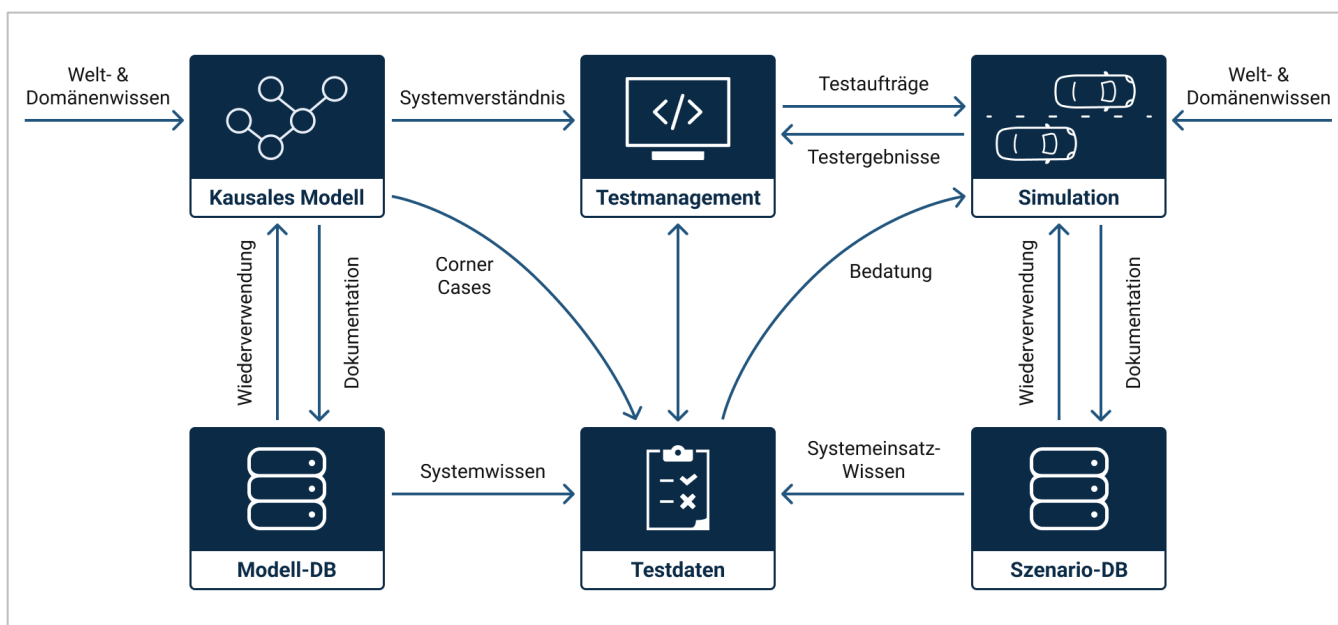 Welt- &
Domänenwissen
Kausales Modell
Systemverständnis
</>
Testmanagement
Testaufträge
Testergebnisse
Simulation
Welt- &
Domänenwissen
Wiederverwendung
Dokumentation
Corner
Cases
Bedatung
Wiederverwendung
Dokumentation
Modell-DB
Systemwissen
Testdaten
Systemeinsatz-
Wissen
Szenario-DB